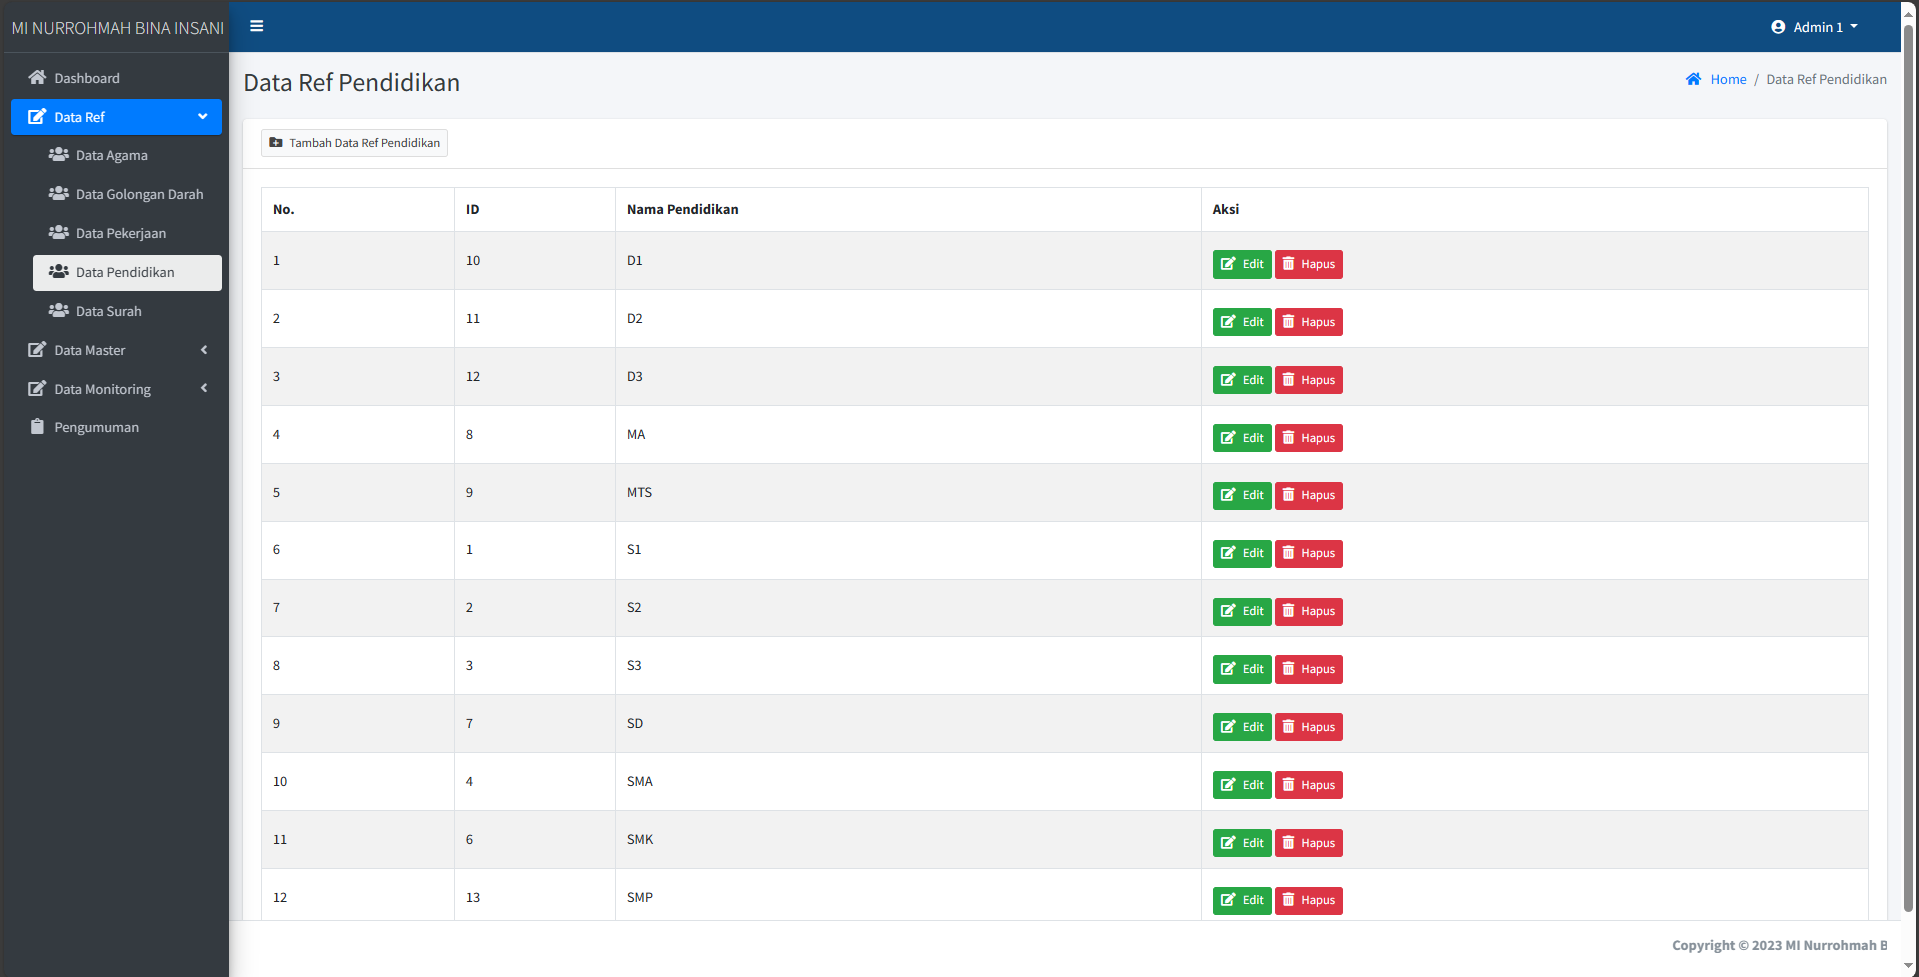 MI NURROHMAH BINA INSANI
Admin 1
Dashboard
Data Ref
Data Agama
Data Golongan Darah
Data Pekerjaan
Data Pendidikan
Data Surah
Data Master
Data Monitoring
Pengumuman
Data Ref Pendidikan
Home / Data Ref Pendidikan
Tambah Data Ref Pendidikan
No. ID Nama Pendidikan Aksi
1 10 D1 Edit Hapus
2 11 D2 Edit Hapus
3 12 D3 Edit Hapus
4 8 MA Edit Hapus
5 9 MTS Edit Hapus
6 1 S1 Edit Hapus
7 2 S2 Edit Hapus
8 3 S3 Edit Hapus
9 7 SD Edit Hapus
10 4 SMA Edit Hapus
11 6 SMK Edit Hapus
12 13 SMP Edit Hapus
Copyright © 2023 MI Nurrohmah B